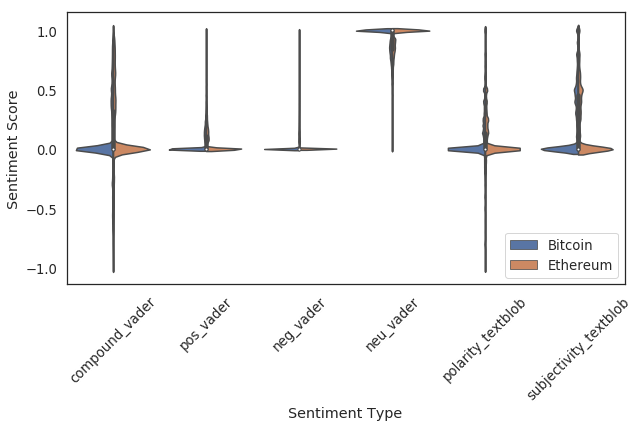 Sentiment Score
1.0
0.5
0.0
−0.5
−1.0
Bitcoin
Ethereum
compound_vader
pos_vader
neg_vader
neu_vader
polarity_textblob
subjectivity_textblob
Sentiment Type